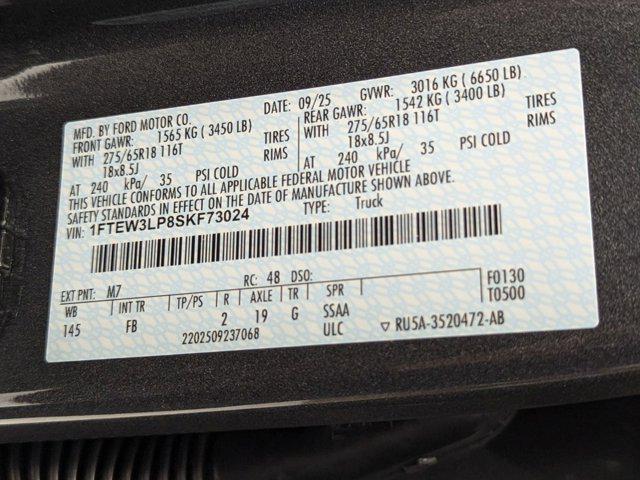 MFD. BY FORD MOTOR CO. DATE: 09/25 GVWR: 3016 KG ( 6650 LB)
FRONT GAWR: 1565 KG ( 3450 LB) REAR GAWR: 1542 KG ( 3400 LB)
WITH 275/65R18 116T TIRES WITH 275/65R18 116T TIRES
18x8.5J RIMS 18x8.5J RIMS
AT 240 kPa/ 35 PSI COLD AT 240 kPa/ 35 PSI COLD
THIS VEHICLE CONFORMS TO ALL APPLICABLE FEDERAL MOTOR VEHICLE
SAFETY STANDARDS IN EFFECT ON THE DATE OF MANUFACTURE SHOWN ABOVE.
VIN: 1FTEW3LP8SKF73024 TYPE: Truck
EXT PNT: M7 RC: 48 DSO: F0130
WB INT TR TP/PS R AXLE TR SPR T0500
145 FB 2 19 G SSAA
2202509237068 ULC ▽ RU5A-3520472-AB